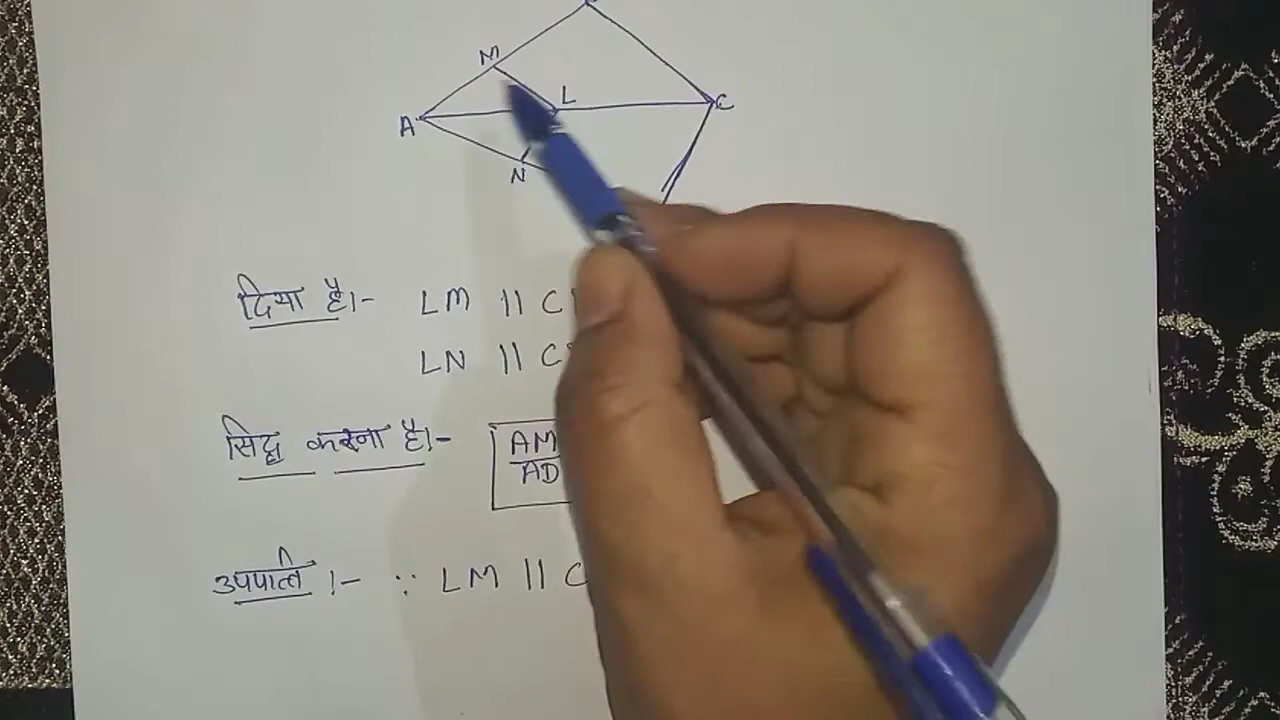 M
L
A
C
N
दिया है।- LM || C
LN || C
सिद्ध करना है।- AM
AD
उपपत्ति :- ∵ LM || C